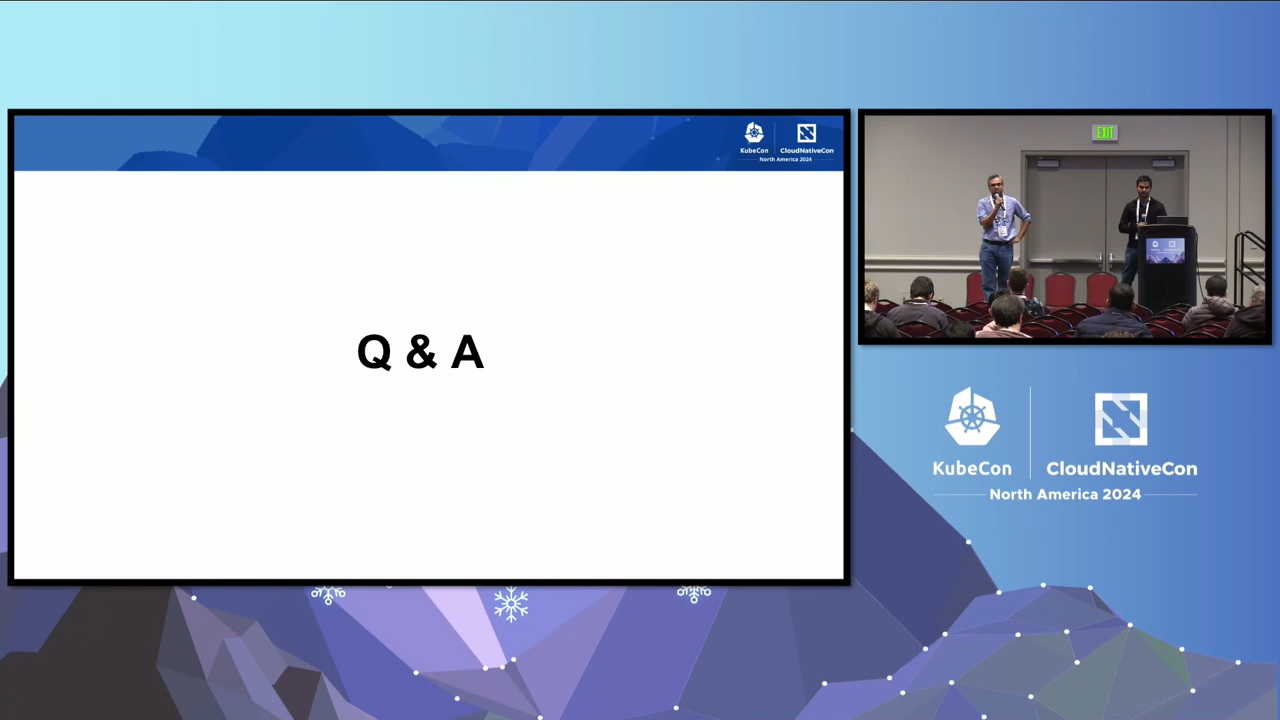 KubeCon
CloudNativeCon
North America 2024
Q & A
EXIT
KubeCon
CloudNativeCon
North America 2024